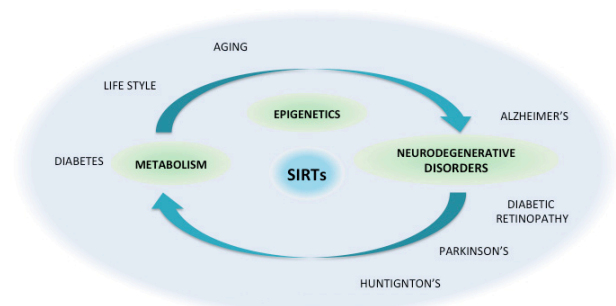 AGING
LIFE STYLE
EPIGENETICS
ALZHEIMER'S
DIABETES
METABOLISM
SIRTs
NEURODEGENERATIVE
DISORDERS
DIABETIC
RETINOPATHY
PARKINSON'S
HUNTIGNTON'S